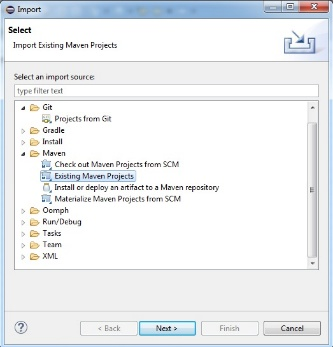 Import
Select
Import Existing Maven Projects
Select an import source:
type filter text
Git
Projects from Git
Gradle
Install
Maven
Check out Maven Projects from SCM
Existing Maven Projects
Install or deploy an artifact to a Maven repository
Materialize Maven Projects from SCM
Oomph
Run/Debug
Tasks
Team
XML
? < Back Next > Finish Cancel